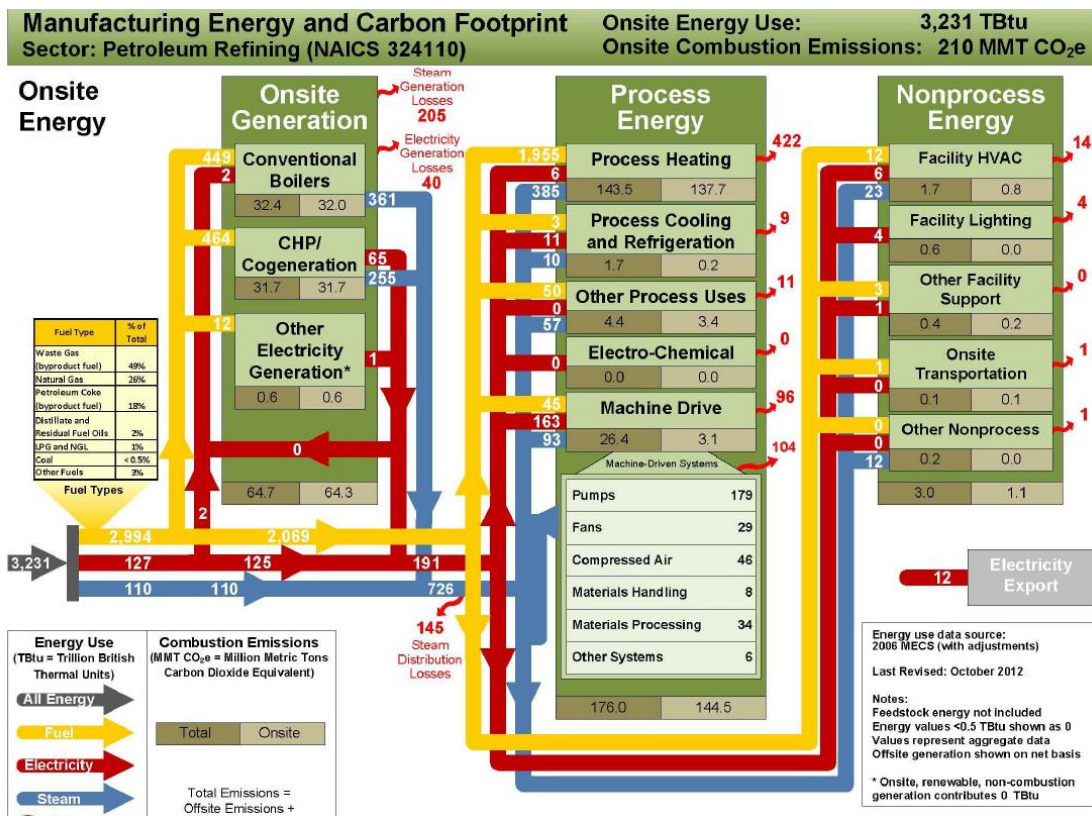 Manufacturing Energy and Carbon Footprint
Sector: Petroleum Refining (NAICS 324110)
Onsite Energy Use: 3,231 TBtu
Onsite Combustion Emissions: 210 MMT CO₂e
Onsite
Energy
Onsite
Generation
Steam
Generation
Losses
205
Electricity
Generation
Losses
40
449
2
Conventional
Boilers
32.4 32.0
361
464
CHP/
Cogeneration
31.7 31.7
65
255
12
Other
Electricity
Generation*
0.6 0.6
1
0
64.7 64.3
Fuel Type % of Total
Waste Gas
(byproduct fuel) 49%
Natural Gas 26%
Petroleum Coke
(byproduct fuel) 18%
Distillate and
Residual Fuel Oils 2%
LPG and NGL 1%
Coal < 0.5%
Other Fuels 3%
Fuel Types
2
3,231
2,994 2,069
127 125 191
110 110 726
145
Steam
Distribution
Losses
Process
Energy
1,955
6
385
Process Heating
143.5 137.7
422
3
11
10
Process Cooling
and Refrigeration
1.7 0.2
9
50
0
57
Other Process Uses
4.4 3.4
11
0
Electro-Chemical
0.0 0.0
0
45
163
93
Machine Drive
26.4 3.1
96
Machine-Driven Systems
104
Pumps 179
Fans 29
Compressed Air 46
Materials Handling 8
Materials Processing 34
Other Systems 6
176.0 144.5
Nonprocess
Energy
12
6
23
Facility HVAC
1.7 0.8
14
4
Facility Lighting
0.6 0.0
4
3
1
Other Facility
Support
0.4 0.2
0
1
0
Onsite
Transportation
0.1 0.1
1
0
0
12
Other Nonprocess
0.2 0.0
1
3.0 1.1
12
Electricity
Export
Energy Use
(TBtu = Trillion British
Thermal Units)
All Energy
Fuel
Electricity
Steam
Combustion Emissions
(MMT CO₂e = Million Metric Tons
Carbon Dioxide Equivalent)
Total Onsite
Total Emissions =
Offsite Emissions +
Energy use data source:
2006 MECS (with adjustments)
Last Revised: October 2012
Notes:
Feedstock energy not included
Energy values <0.5 TBtu shown as 0
Values represent aggregate data
Offsite generation shown on net basis
* Onsite, renewable, non-combustion
generation contributes 0 TBtu